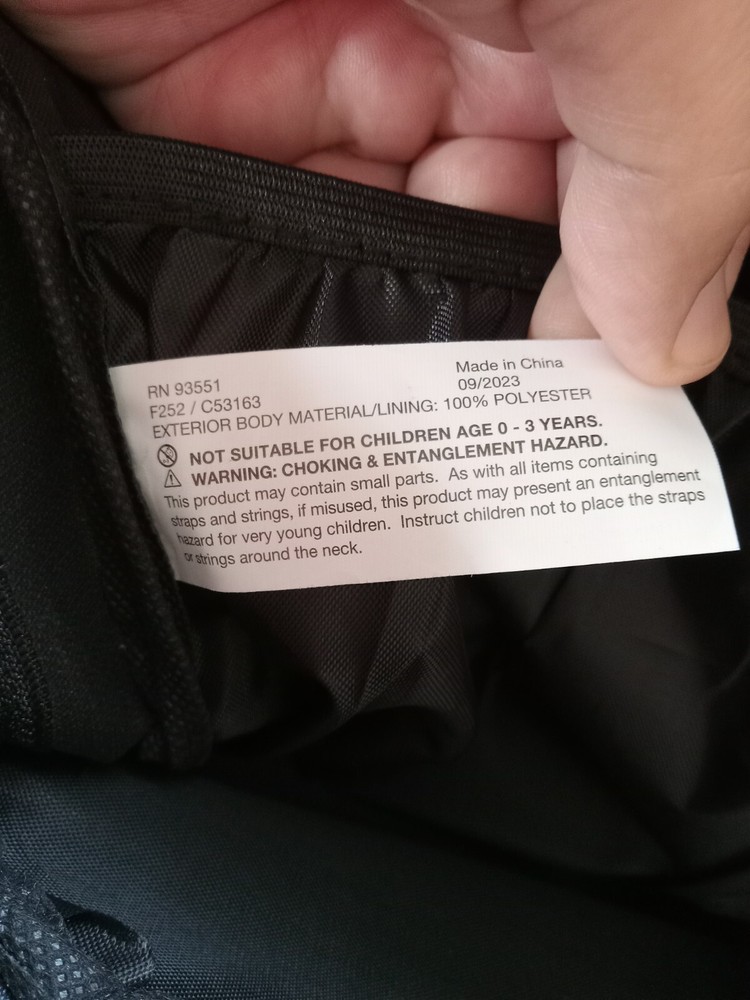 RN 93551
Made in China
F252 / C53163
09/2023
EXTERIOR BODY MATERIAL/LINING: 100% POLYESTER
NOT SUITABLE FOR CHILDREN AGE 0 - 3 YEARS.
WARNING: CHOKING & ENTANGLEMENT HAZARD.
This product may contain small parts. As with all items containing
straps and strings, if misused, this product may present an entanglement
hazard for very young children. Instruct children not to place the straps
or strings around the neck.